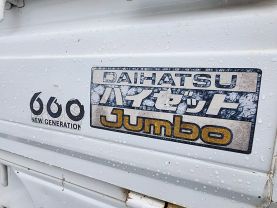 660
NEW GENERATION
DAIHATSU
ハイゼット
Jumbo